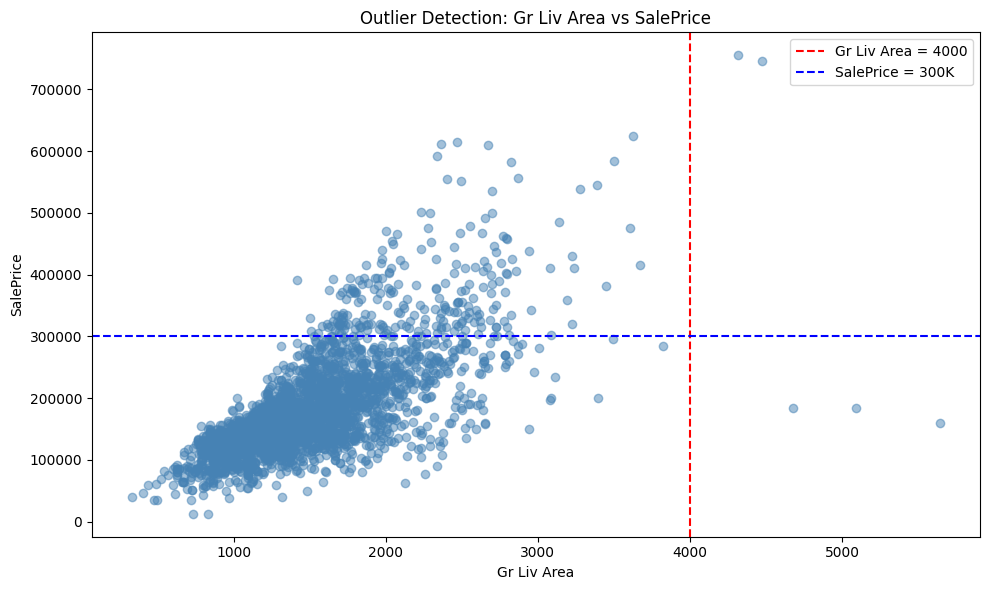 Outlier Detection: Gr Liv Area vs SalePrice
Gr Liv Area = 4000
SalePrice = 300K
SalePrice
700000
600000
500000
400000
300000
200000
100000
0
1000 2000 3000 4000 5000
Gr Liv Area